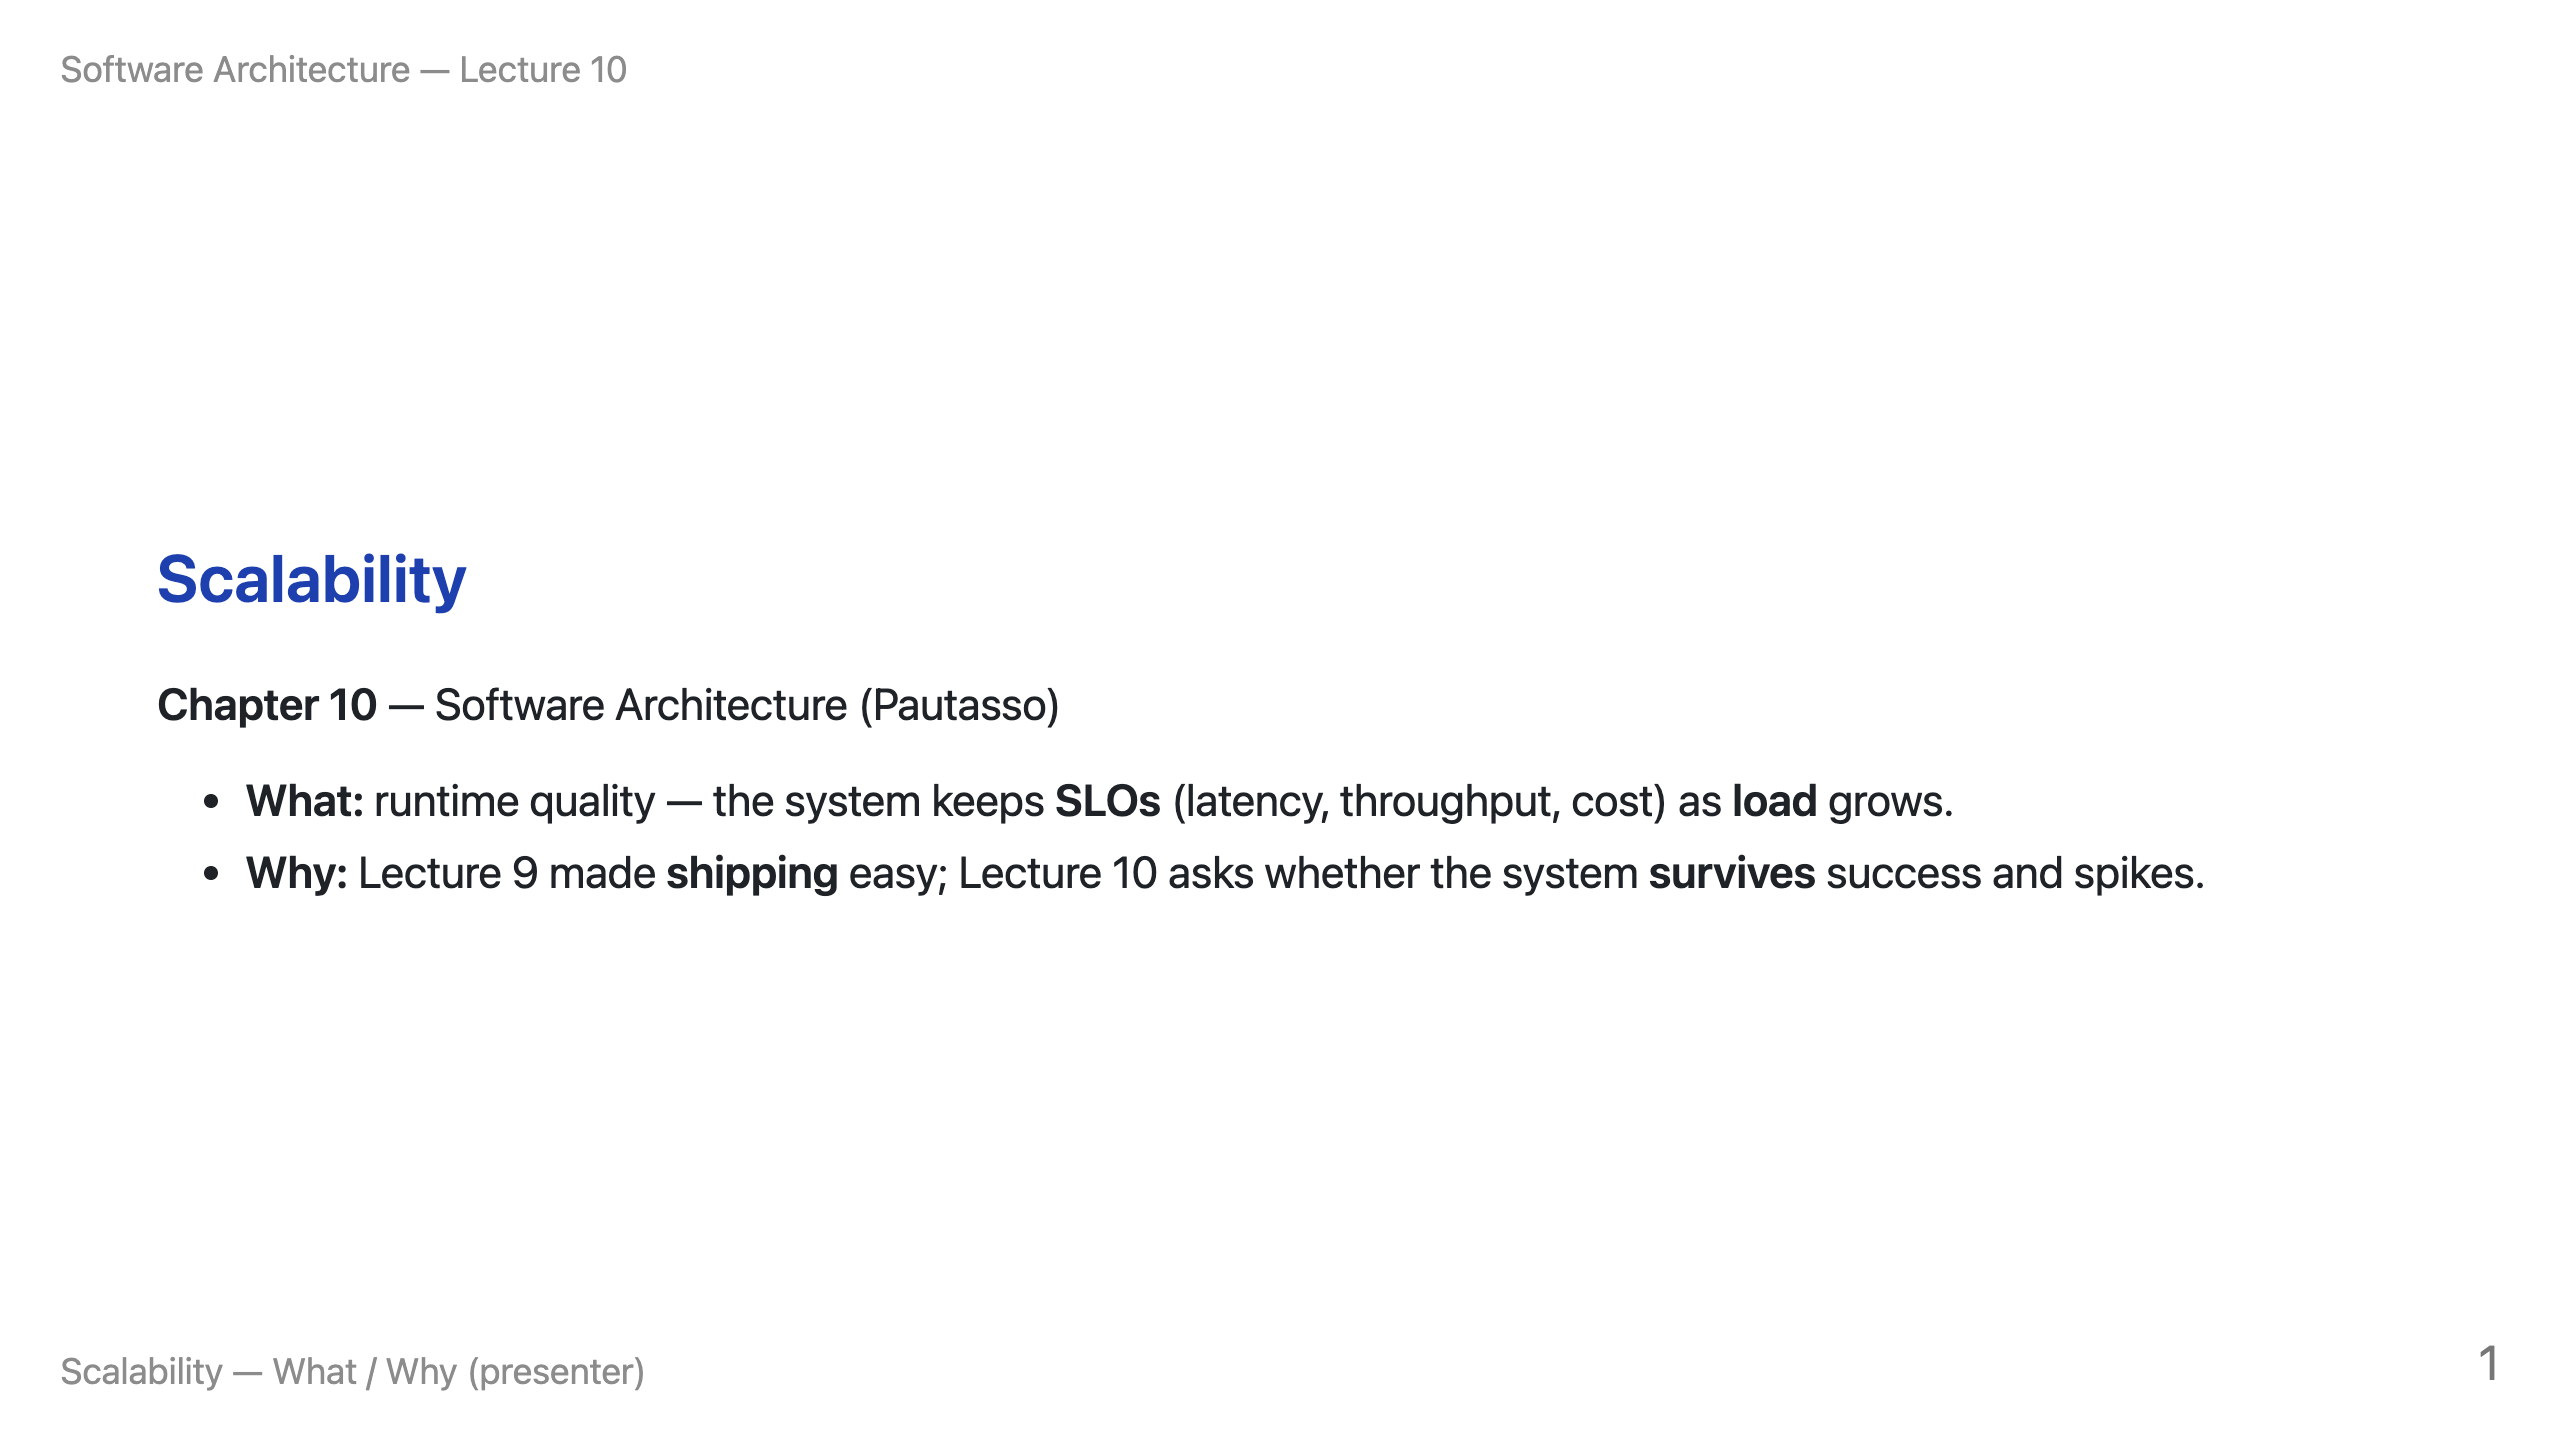 Software Architecture — Lecture 10
Scalability
Chapter 10 — Software Architecture (Pautasso)
• What: runtime quality — the system keeps SLOs (latency, throughput, cost) as load grows.
• Why: Lecture 9 made shipping easy; Lecture 10 asks whether the system survives success and spikes.
Scalability — What / Why (presenter)
1